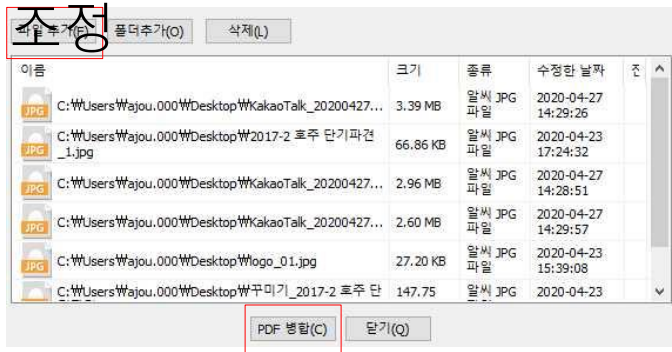 조정
파일 추가(F) 폴더추가(O) 삭제(L)
이름 크기 종류 수정한 날짜
C:₩Users₩ajou.000₩Desktop₩KakaoTalk_20200427... 3.39 MB 알씨 JPG 파일 2020-04-27 14:29:26
C:₩Users₩ajou.000₩Desktop₩2017-2 호주 단기파견_1.jpg 66.86 KB 알씨 JPG 파일 2020-04-23 17:24:32
C:₩Users₩ajou.000₩Desktop₩KakaoTalk_20200427... 2.96 MB 알씨 JPG 파일 2020-04-27 14:28:51
C:₩Users₩ajou.000₩Desktop₩KakaoTalk_20200427... 2.60 MB 알씨 JPG 파일 2020-04-27 14:29:57
C:₩Users₩ajou.000₩Desktop₩logo_01.jpg 27.20 KB 알씨 JPG 파일 2020-04-23 15:39:08
C:₩Users₩ajou.000₩Desktop₩꾸미기_2017-2 호주 단 147.75 알씨 JPG 2020-04-23
PDF 병합(C) 닫기(Q)
JPG
JPG
JPG
JPG
JPG